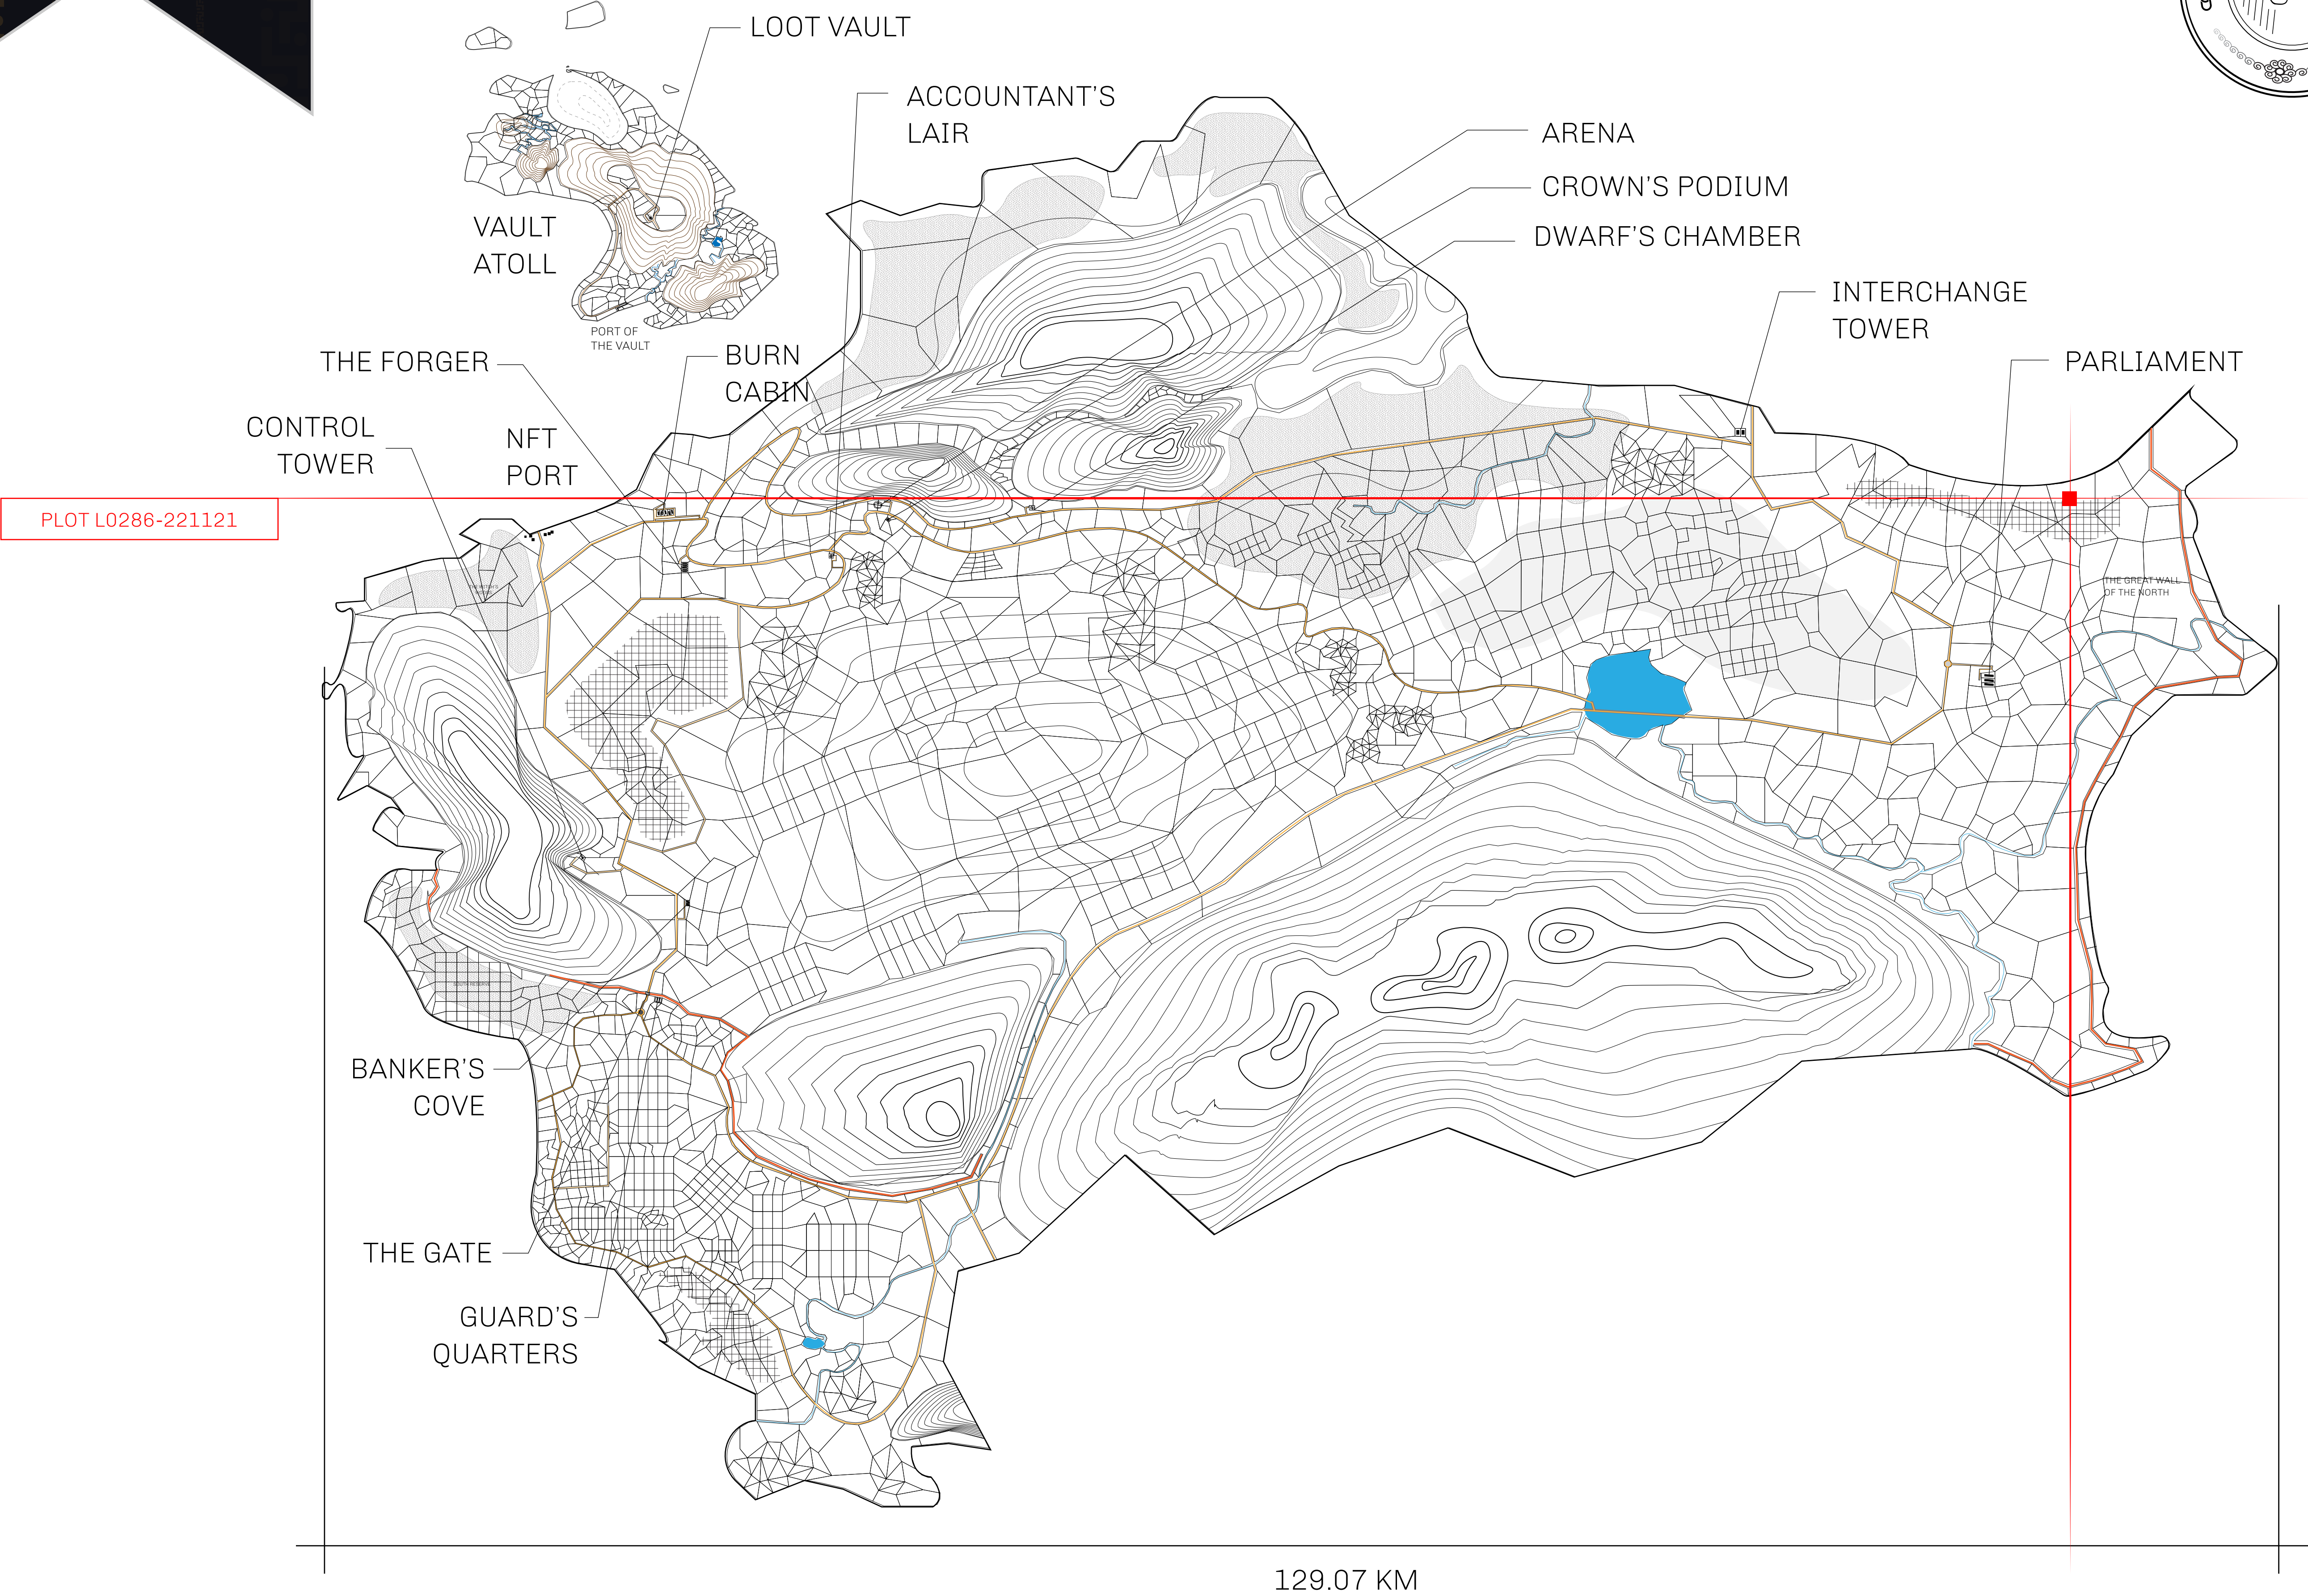 LOOT VAULT
ACCOUNTANT'S
LAIR
ARENA
CROWN'S PODIUM
DWARF'S CHAMBER
VAULT
ATOLL
INTERCHANGE
TOWER
PORT OF
THE VAULT
THE FORGER
BURN
CABIN
PARLIAMENT
CONTROL
TOWER
NFT
PORT
PLOT L0286-221121
THE GREAT WALL
OF THE NORTH
BANKER'S
COVE
THE GATE
GUARD'S
QUARTERS
129.07 KM